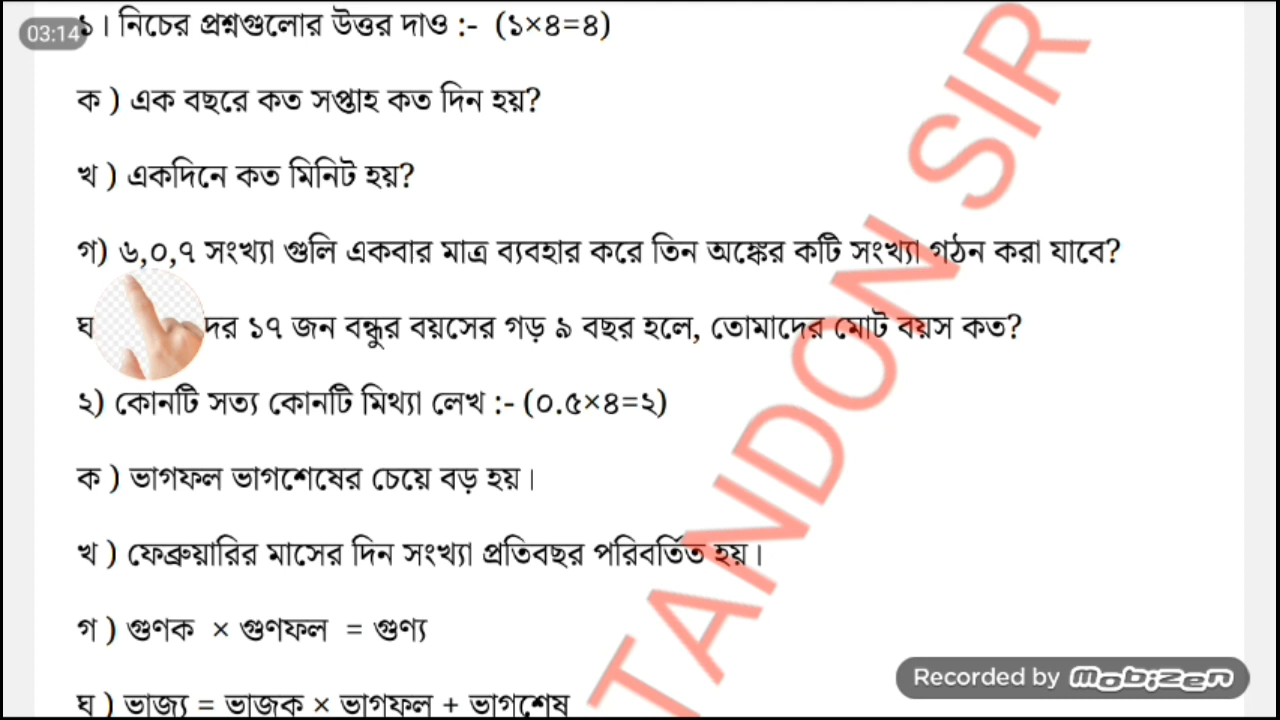 03:14
১। নিচের প্রশ্নগুলোর উত্তর দাও :- (১×৪=৪)
ক ) এক বছরে কত সপ্তাহ কত দিন হয়?
খ ) একদিনে কত মিনিট হয়?
গ) ৬,০,৭ সংখ্যা গুলি একবার মাত্র ব্যবহার করে তিন অঙ্কের কটি সংখ্যা গঠন করা যাবে?
ঘ দের ১৭ জন বন্ধুর বয়সের গড় ৯ বছর হলে, তোমাদের মোট বয়স কত?
২) কোনটি সত্য কোনটি মিথ্যা লেখ :- (০.৫×৪=২)
ক ) ভাগফল ভাগশেষের চেয়ে বড় হয়।
খ ) ফেব্রুয়ারির মাসের দিন সংখ্যা প্রতিবছর পরিবর্তিত হয়।
গ ) গুণক × গুণফল = গুণ্য
ঘ ) ভাজ্য = ভাজক × ভাগফল + ভাগশেষ
TANDON SIR
Recorded by Mobizen